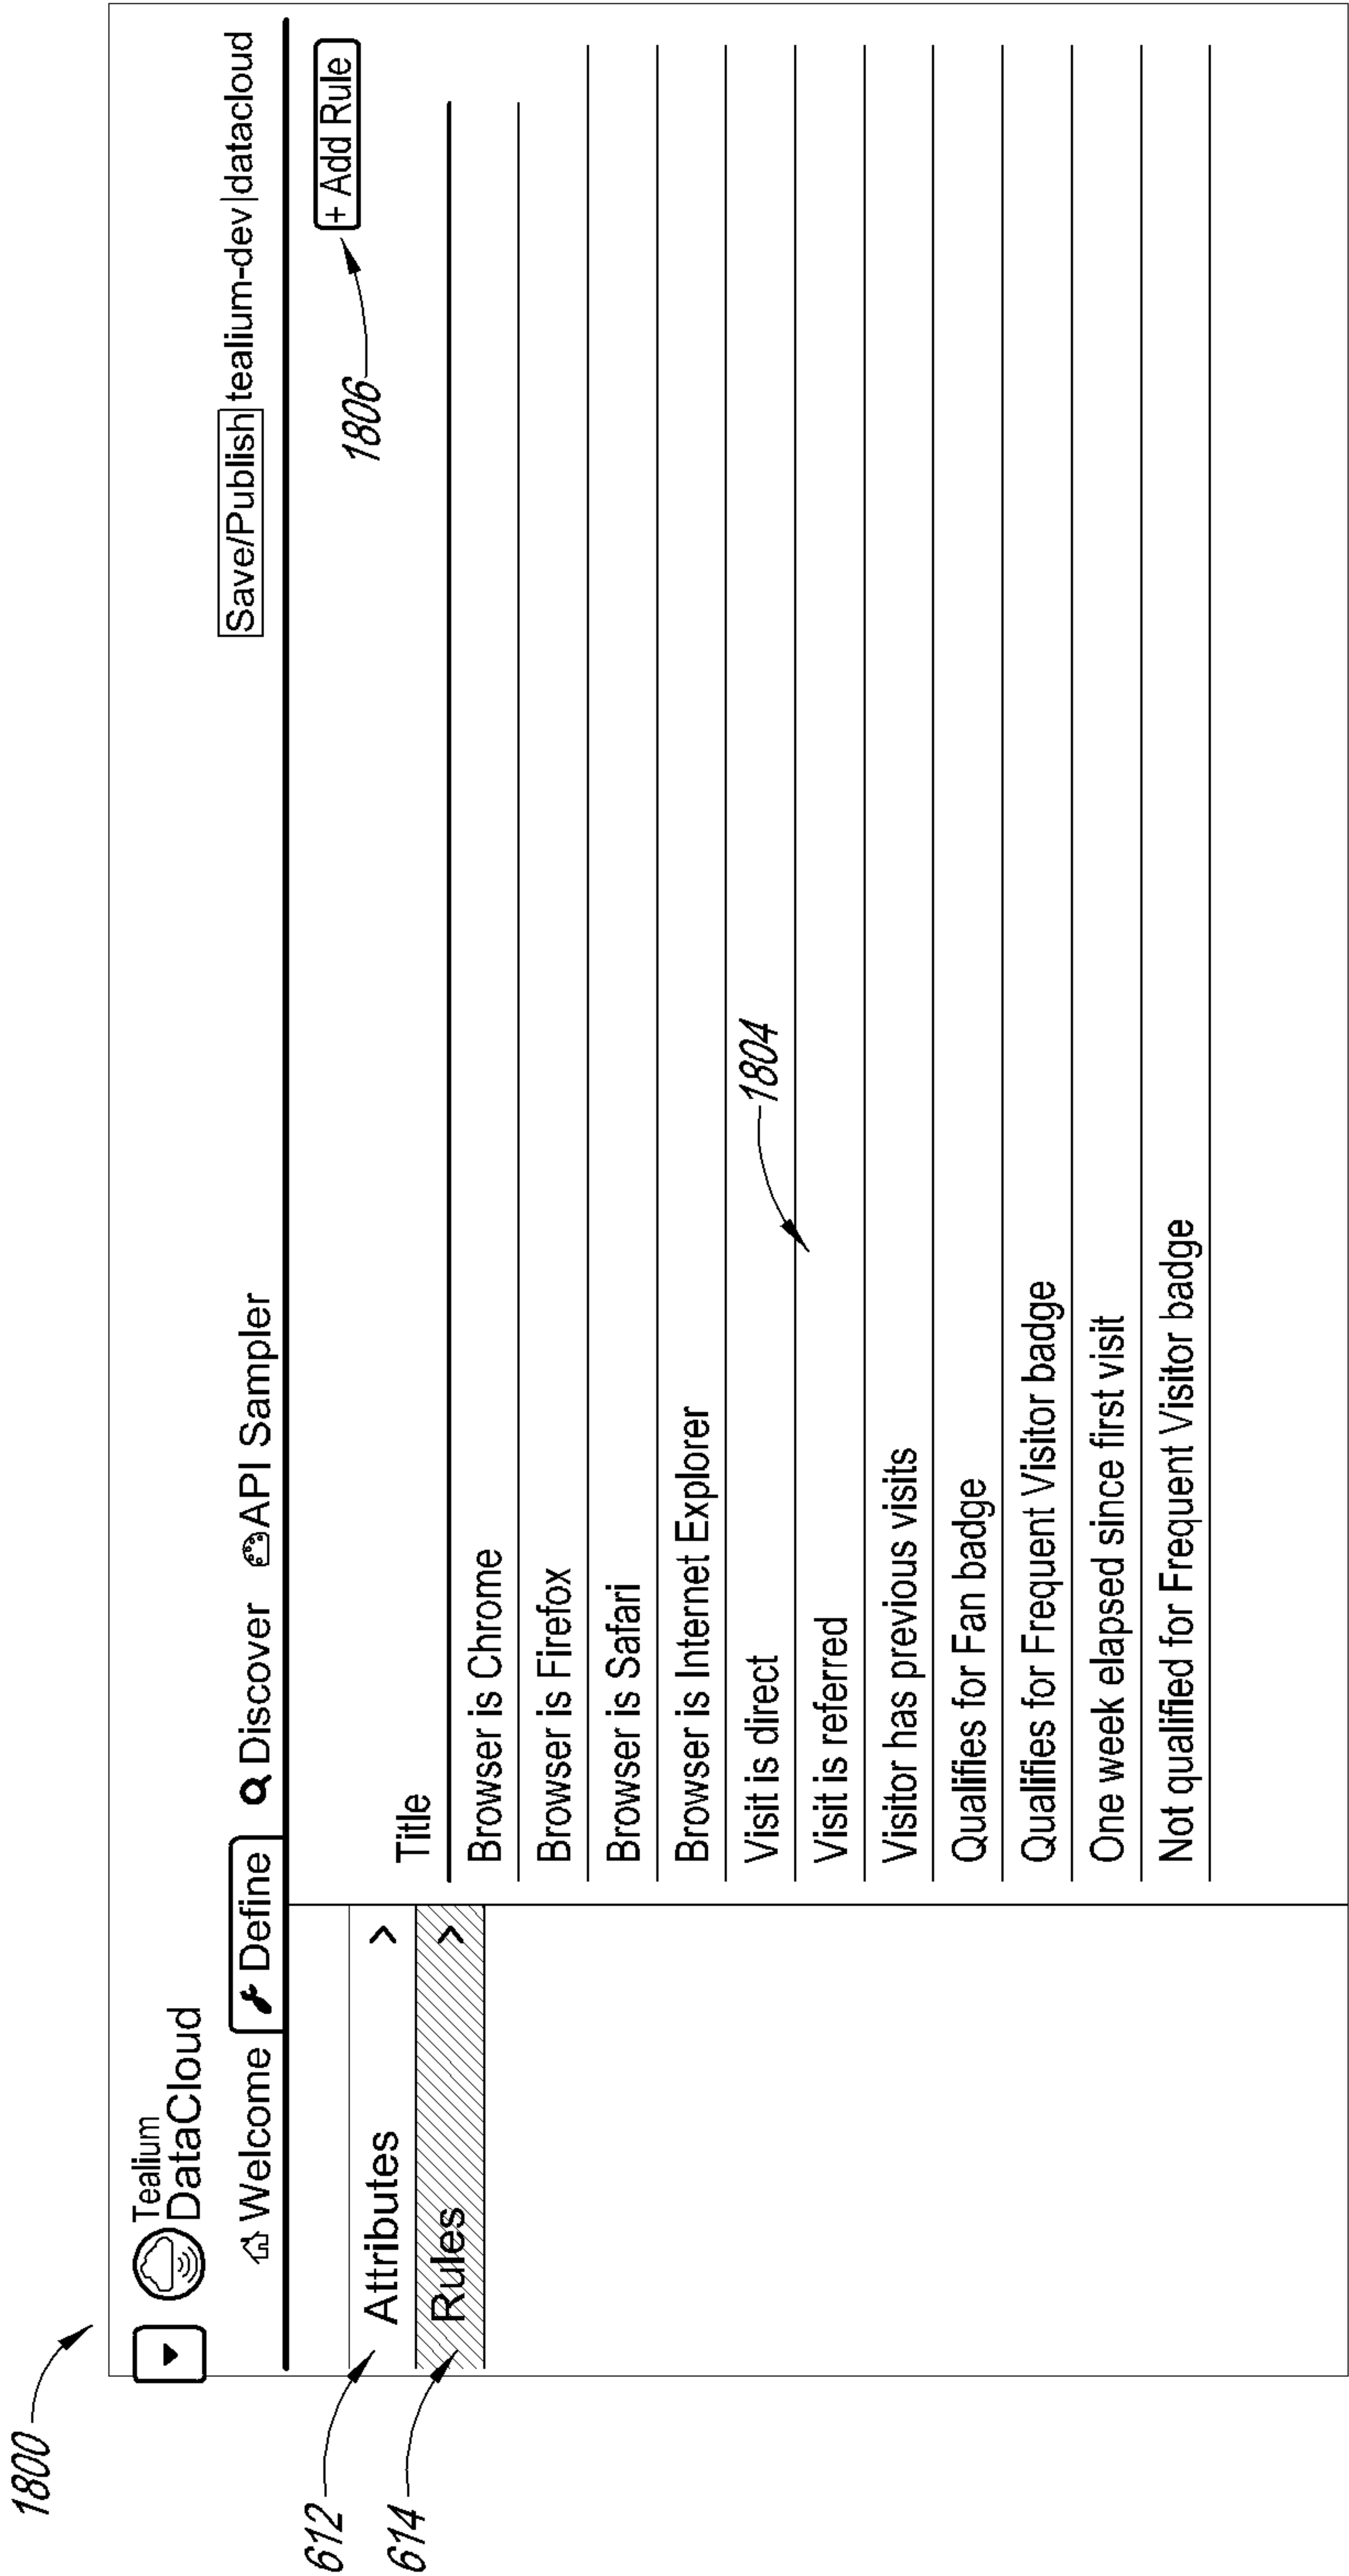 1800
Tealium
DataCloud
Welcome
Define
Discover
API Sampler
Save/Publish
tealium-dev|datacloud
612
Attributes >
614
Rules >
+ Add Rule
1806
Title
Browser is Chrome
Browser is Firefox
Browser is Safari
Browser is Internet Explorer
Visit is direct
1804
Visit is referred
Visitor has previous visits
Qualifies for Fan badge
Qualifies for Frequent Visitor badge
One week elapsed since first visit
Not qualified for Frequent Visitor badge